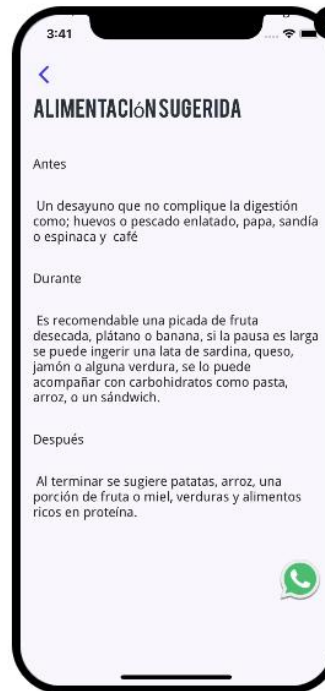 3:41
ALIMENTACIóN SUGERIDA
Antes
Un desayuno que no complique la digestión
como; huevos o pescado enlatado, papa, sandía
o espinaca y café
Durante
Es recomendable una picada de fruta
desecada, plátano o banana, si la pausa es larga
se puede ingerir una lata de sardina, queso,
jamón o alguna verdura, se lo puede
acompañar con carbohidratos como pasta,
arroz, o un sándwich.
Después
Al terminar se sugiere patatas, arroz, una
porción de fruta o miel, verduras y alimentos
ricos en proteína.